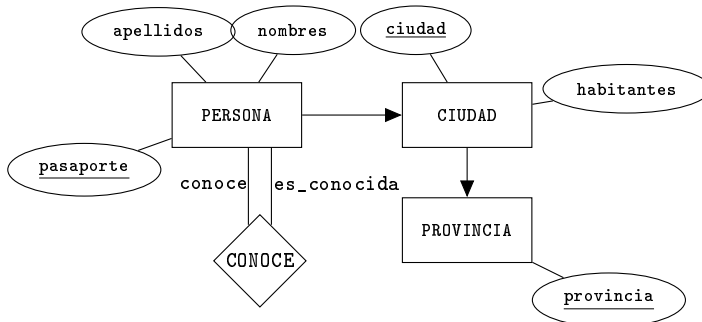 apellidos
nombres
ciudad
habitantes
PERSONA
CIUDAD
pasaporte
conoce
es_conocida
PROVINCIA
CONOCE
provincia